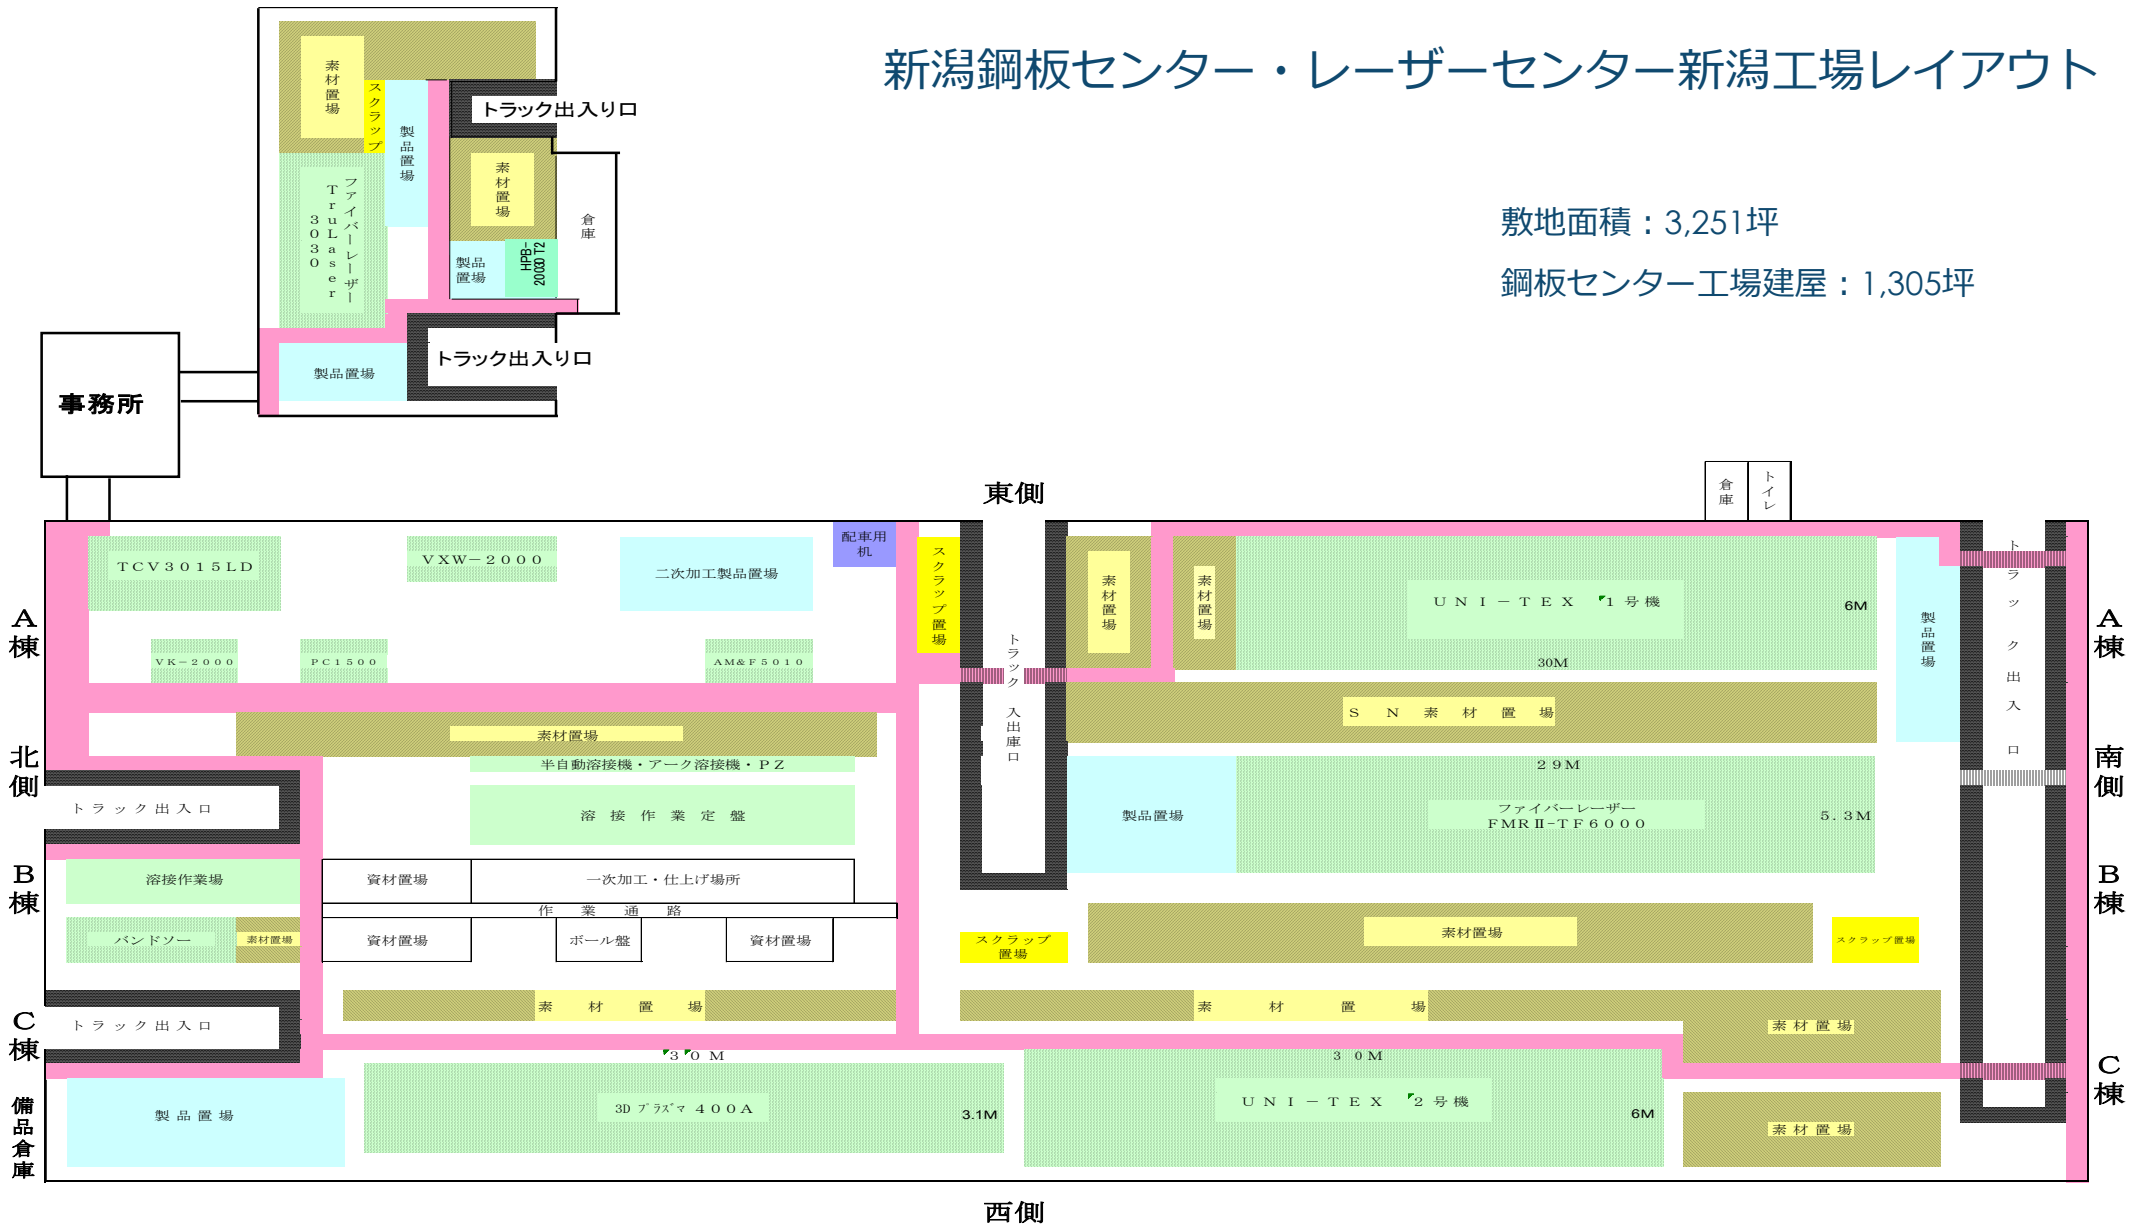 新潟鋼板センター・レーザーセンター新潟工場レイアウト
敷地面積：3,251坪
鋼板センター工場建屋：1,305坪
素材置場
スクラップ
製品置場
トラック出入り口
素材置場
倉庫
ファイバーレーザー
TruLaser
3030
製品
置場
HPB-
20030T2
トラック出入り口
製品置場
事務所
東側
倉庫
トイレ
A棟
TCV3015LD
VXW−2000
二次加工製品置場
配車用
机
スクラップ置場
VK−2000
PC1500
AM&F5010
トラック入出庫口
素材置場
素材置場
UNI−TEX 1号機
6M
30M
製品置場
トラック出入口
A棟
SN素材置場
北側
素材置場
半自動溶接機・アーク溶接機・PZ
溶接作業定盤
トラック出入口
製品置場
29M
ファイバーレーザー
FMRⅡ-TF6000
5.3M
南側
B棟
溶接作業場
資材置場
一次加工・仕上げ場所
作業通路
バンドソー
素材置場
資材置場
ボール盤
資材置場
スクラップ
置場
素材置場
スクラップ置場
B棟
C棟
トラック出入口
素材置場
素材置場
素材置場
30M
30M
備品倉庫
製品置場
3Dプラズマ400A
3.1M
UNI−TEX 2号機
6M
素材置場
C棟
西側